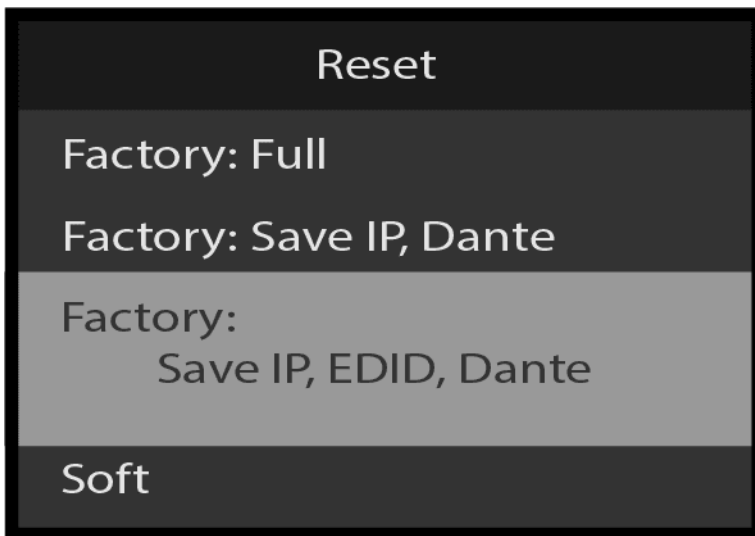 Reset
Factory: Full
Factory: Save IP, Dante
Factory:
Save IP, EDID, Dante
Soft